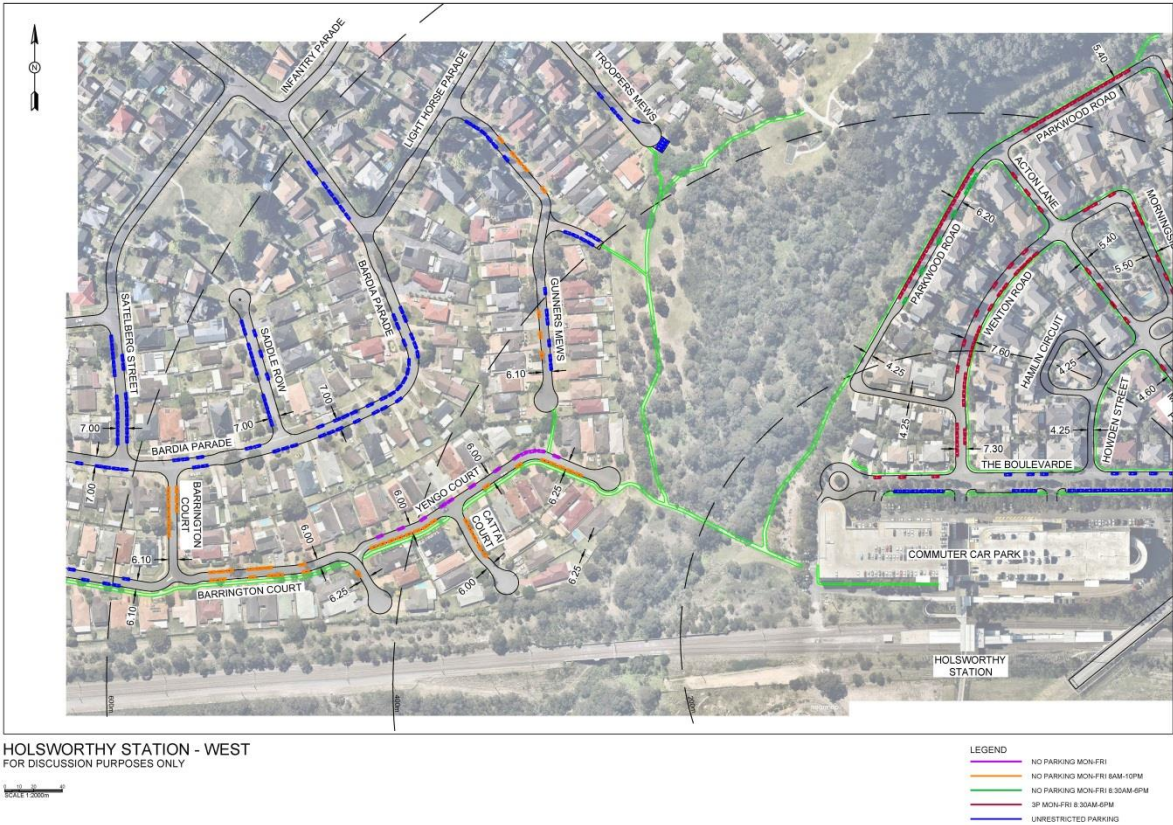 INFANTRY PARADE
LIGHT HORSE PARADE
TROOPERS MEWS
5.40
PARKWOOD ROAD
ACTON LANE
MORNINGS
N
6.20
PARKWOOD ROAD
5.40
5.50
WENTON ROAD
SATELBERG STREET
SADDLE ROW
BARDIA PARADE
GUNNERS MEWS
7.60
HAMLIN CIRCUIT
4.25
4.25
6.10
7.00
4.25
4.60
HOWDEN STREET
7.00
7.00
BARDIA PARADE
4.25
7.30
THE BOULEVARDE
7.00
BARRINGTON
COURT
6.00
YENGO COURT
6.25
6.00
CATTAI
COURT
6.00
6.10
COMMUTER CAR PARK
6.25
6.00
6.25
BARRINGTON COURT
6.10
HOLSWORTHY
STATION
600m
400m
200m
HOLSWORTHY STATION - WEST
FOR DISCUSSION PURPOSES ONLY
SCALE 1:2000m
LEGEND
NO PARKING MON-FRI
NO PARKING MON-FRI 8AM-10PM
NO PARKING MON-FRI 8:30AM-6PM
3P MON-FRI 8:30AM-6PM
UNRESTRICTED PARKING